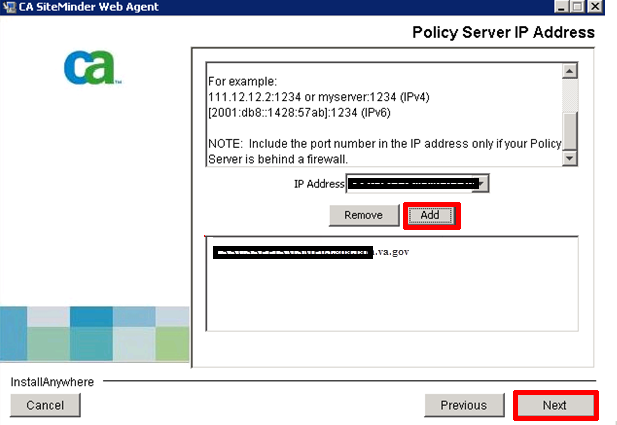 CA SiteMinder Web Agent
Policy Server IP Address
ca
For example:
111.12.12.2:1234 or myserver:1234 (IPv4)
[2001:db8::1428:57ab]:1234 (IPv6)
NOTE: Include the port number in the IP address only if your Policy
Server is behind a firewall.
IP Address
Remove Add
.va.gov
InstallAnywhere
Cancel Previous Next